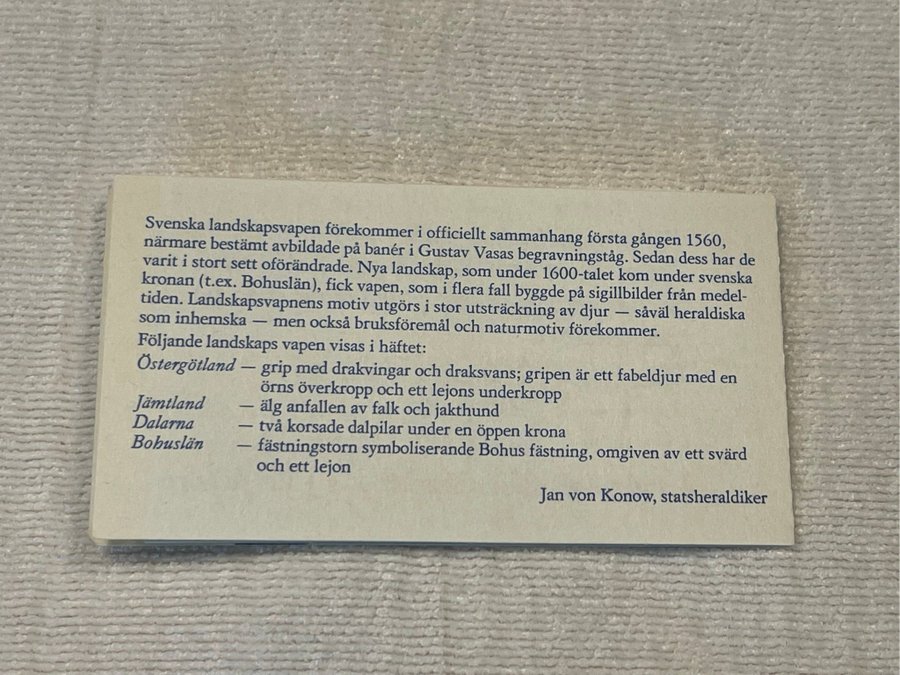 Svenska landskapsvapen förekommer i officiellt sammanhang första gången 1560,
närmare bestämt avbildade på banér i Gustav Vasas begravningståg. Sedan dess har de
varit i stort sett oförändrade. Nya landskap, som under 1600-talet kom under svenska
kronan (t.ex. Bohuslän), fick vapen, som i flera fall byggde på sigillbilder från medel-
tiden. Landskapsvapnens motiv utgörs i stor utsträckning av djur — såväl heraldiska
som inhemska — men också bruksföremål och naturmotiv förekommer.
Följande landskaps vapen visas i häftet:
Östergötland — grip med drakvingar och draksvans; gripen är ett fabeldjur med en
örns överkropp och ett lejons underkropp
Jämtland — älg anfallen av falk och jakthund
Dalarna — två korsade dalpilar under en öppen krona
Bohuslän — fästningstorn symboliserande Bohus fästning, omgiven av ett svärd
och ett lejon
Jan von Konow, statsheraldiker